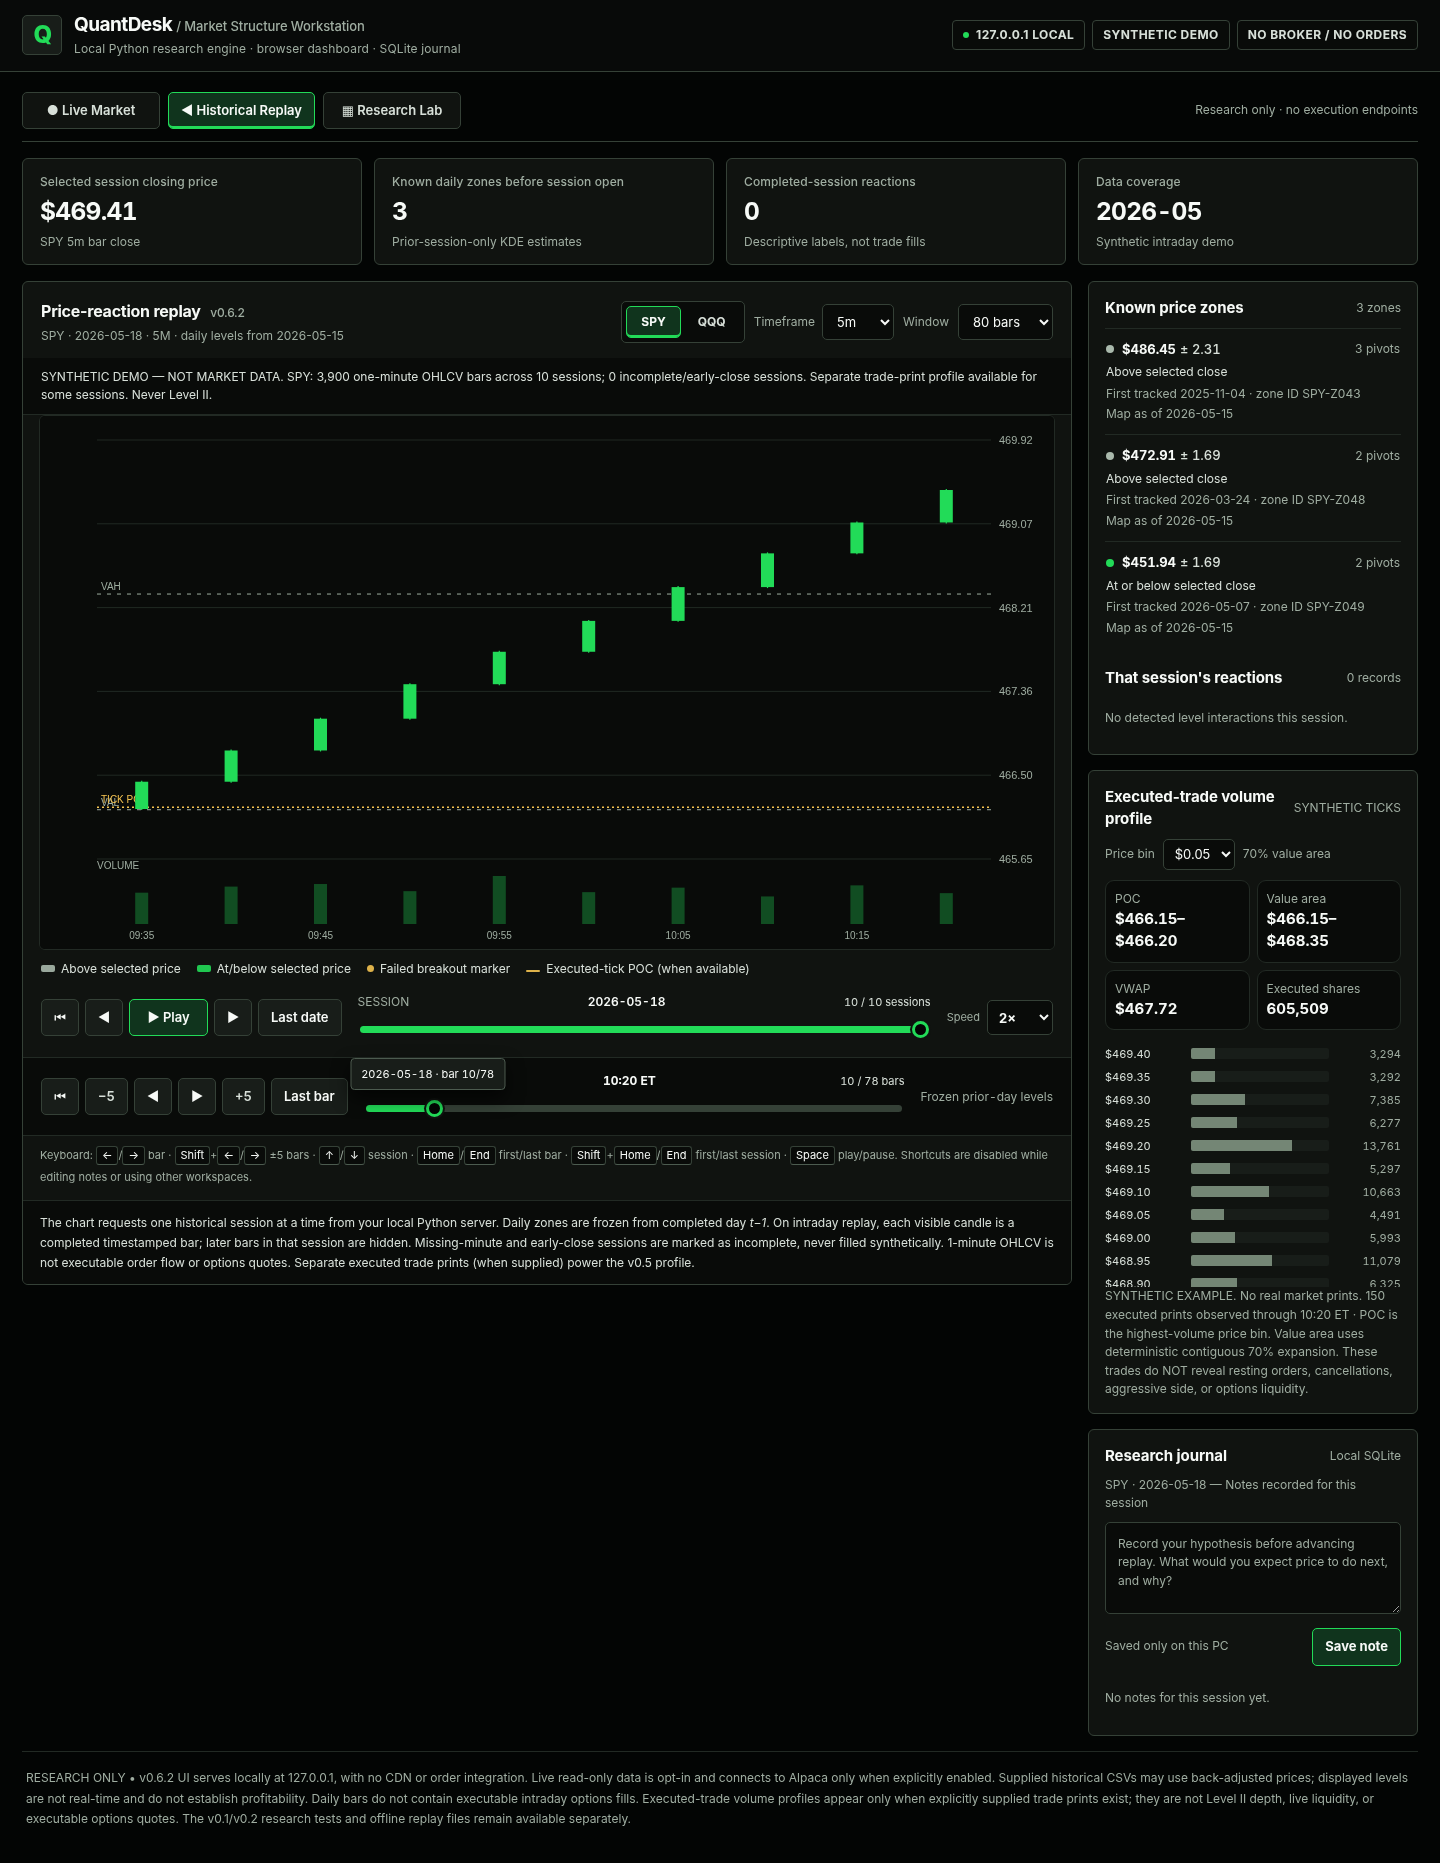 Q
QuantDesk / Market Structure Workstation
Local Python research engine · browser dashboard · SQLite journal
127.0.0.1 LOCAL
SYNTHETIC DEMO
NO BROKER / NO ORDERS
● Live Market
◀ Historical Replay
▦ Research Lab
Research only · no execution endpoints
Selected session closing price
$469.41
SPY 5m bar close
Known daily zones before session open
3
Prior-session-only KDE estimates
Completed-session reactions
0
Descriptive labels, not trade fills
Data coverage
2026-05
Synthetic intraday demo
Price-reaction replay v0.6.2
SPY · 2026-05-18 · 5M · daily levels from 2026-05-15
SPY
QQQ
Timeframe
5m
Window
80 bars
SYNTHETIC DEMO — NOT MARKET DATA. SPY: 3,900 one-minute OHLCV bars across 10 sessions; 0 incomplete/early-close sessions. Separate trade-print profile available for
some sessions. Never Level II.
469.92
469.07
VAH
468.21
467.36
466.50
TICK PO
VAL
465.65
VOLUME
09:35
09:45
09:55
10:05
10:15
Above selected price
At/below selected price
Failed breakout marker
Executed-tick POC (when available)
⏮
◀
▶ Play
▶
Last date
SESSION
2026-05-18
10 / 10 sessions
Speed
2×
2026-05-18 · bar 10/78
⏮
−5
◀
▶
+5
Last bar
10:20 ET
10 / 78 bars
Frozen prior-day levels
Keyboard: ←/→ bar · Shift+←/→ ±5 bars · ↑/↓ session · Home/End first/last bar · Shift+Home/End first/last session · Space play/pause. Shortcuts are disabled while
editing notes or using other workspaces.
The chart requests one historical session at a time from your local Python server. Daily zones are frozen from completed day t−1. On intraday replay, each visible candle is a
completed timestamped bar; later bars in that session are hidden. Missing-minute and early-close sessions are marked as incomplete, never filled synthetically. 1-minute OHLCV is
not executable order flow or options quotes. Separate executed trade prints (when supplied) power the v0.5 profile.
Known price zones
3 zones
$486.45 ± 2.31
3 pivots
Above selected close
First tracked 2025-11-04 · zone ID SPY-Z043
Map as of 2026-05-15
$472.91 ± 1.69
2 pivots
Above selected close
First tracked 2026-03-24 · zone ID SPY-Z048
Map as of 2026-05-15
$451.94 ± 1.69
2 pivots
At or below selected close
First tracked 2026-05-07 · zone ID SPY-Z049
Map as of 2026-05-15
That session's reactions
0 records
No detected level interactions this session.
Executed-trade volume
profile
SYNTHETIC TICKS
Price bin
$0.05
70% value area
POC
$466.15–
$466.20
Value area
$466.15–
$468.35
VWAP
$467.72
Executed shares
605,509
$469.40 3,294
$469.35 3,292
$469.30 7,385
$469.25 6,277
$469.20 13,761
$469.15 5,297
$469.10 10,663
$469.05 4,491
$469.00 5,993
$468.95 11,079
$468.90 6,325
SYNTHETIC EXAMPLE. No real market prints. 150
executed prints observed through 10:20 ET · POC is
the highest-volume price bin. Value area uses
deterministic contiguous 70% expansion. These
trades do NOT reveal resting orders, cancellations,
aggressive side, or options liquidity.
Research journal
Local SQLite
SPY · 2026-05-18 — Notes recorded for this
session
Record your hypothesis before advancing
replay. What would you expect price to do next,
and why?
Saved only on this PC
Save note
No notes for this session yet.
RESEARCH ONLY • v0.6.2 UI serves locally at 127.0.0.1, with no CDN or order integration. Live read-only data is opt-in and connects to Alpaca only when explicitly enabled. Supplied historical CSVs may use back-adjusted prices; displayed levels
are not real-time and do not establish profitability. Daily bars do not contain executable intraday options fills. Executed-trade volume profiles appear only when explicitly supplied trade prints exist; they are not Level II depth, live liquidity, or
executable options quotes. The v0.1/v0.2 research tests and offline replay files remain available separately.